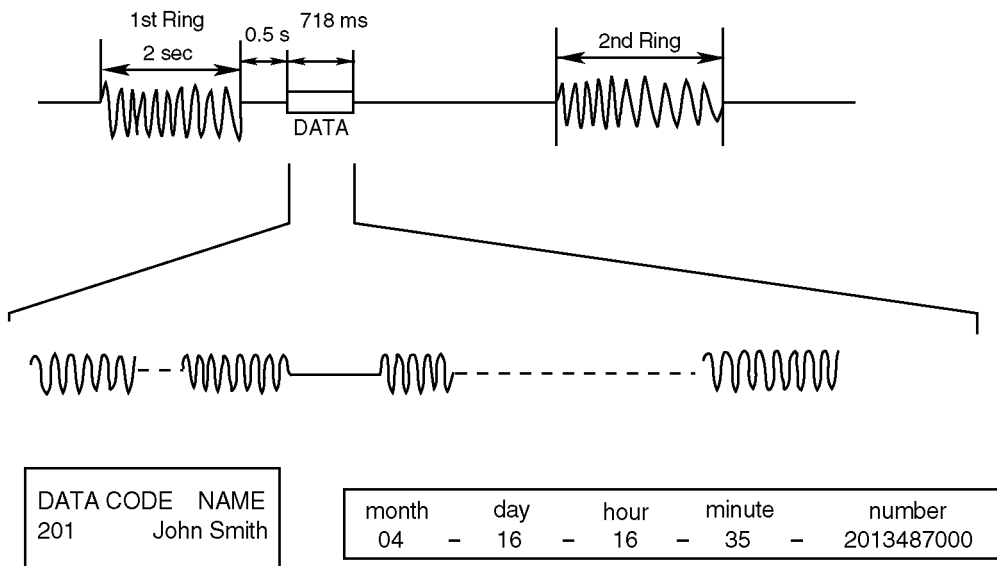 1st Ring
2 sec
0.5 s
718 ms
2nd Ring
DATA
DATA CODE NAME
201 John Smith
month day hour minute number
04 – 16 – 16 – 35 – 2013487000